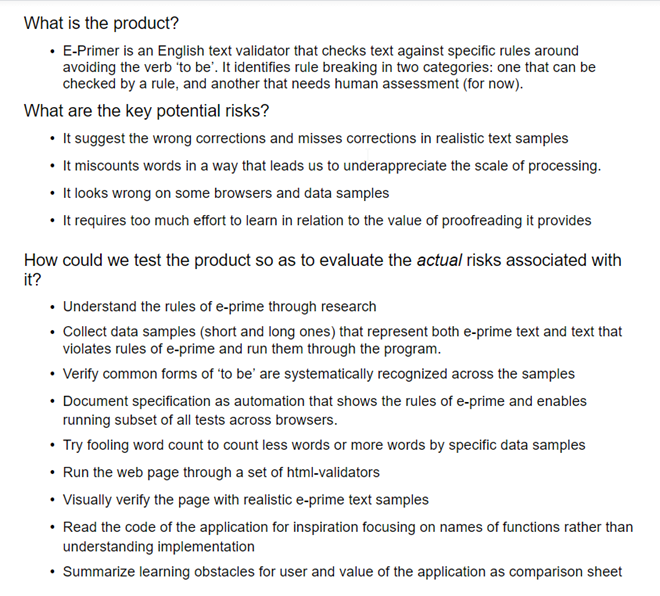 What is the product?
• E-Primer is an English text validator that checks text against specific rules around
avoiding the verb ‘to be’. It identifies rule breaking in two categories: one that can be
checked by a rule, and another that needs human assessment (for now).
What are the key potential risks?
• It suggest the wrong corrections and misses corrections in realistic text samples
• It miscounts words in a way that leads us to underappreciate the scale of processing.
• It looks wrong on some browsers and data samples
• It requires too much effort to learn in relation to the value of proofreading it provides
How could we test the product so as to evaluate the actual risks associated with
it?
• Understand the rules of e-prime through research
• Collect data samples (short and long ones) that represent both e-prime text and text that
violates rules of e-prime and run them through the program.
• Verify common forms of ‘to be’ are systematically recognized across the samples
• Document specification as automation that shows the rules of e-prime and enables
running subset of all tests across browsers.
• Try fooling word count to count less words or more words by specific data samples
• Run the web page through a set of html-validators
• Visually verify the page with realistic e-prime text samples
• Read the code of the application for inspiration focusing on names of functions rather than
understanding implementation
• Summarize learning obstacles for user and value of the application as comparison sheet